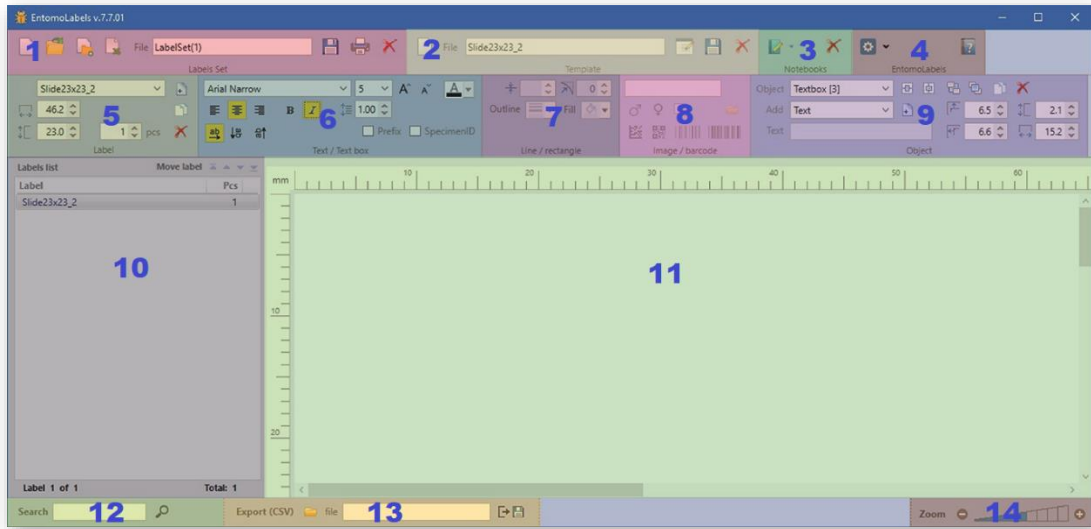 EntomoLabels v.7.7.01
1 File LabelSet(1) 2 File Slide23x23_2 3 4
Labels Set Template Notebooks EntomoLabels
Slide23x23_2 Arial Narrow 5 A A A 0 Object Textbox [3]
46.2 5 B I 6 1.00 Outline 7 Fill 8 Add Text 9 6.5 2.1
23.0 1 pcs ab Prefix SpecimenID Text 6.6 15.2
Label Text / Text box Line / rectangle Image / barcode Object
Labels list Move label
Label Pcs mm 10 20 30 40 50 60
Slide23x23_2 1
10 11
10
20
Label 1 of 1 Total: 1
Search 12 Export (CSV) file 13 Zoom 14